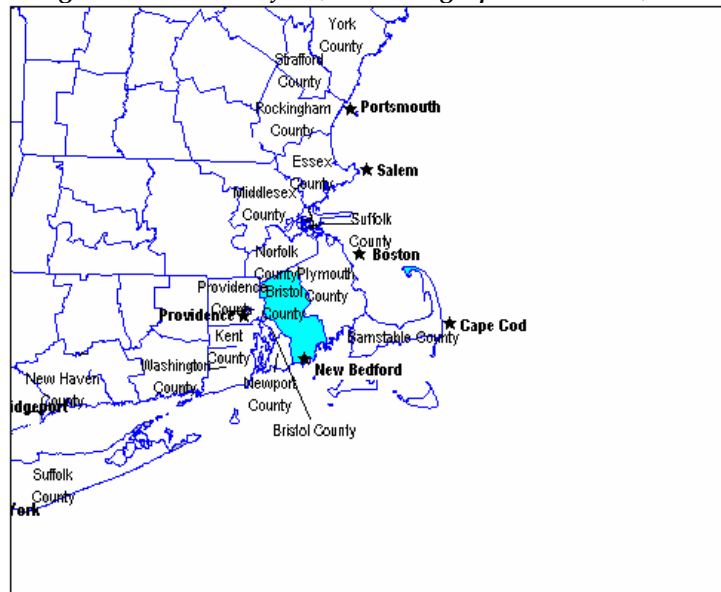 York
County
Strafford
County
Rockingham
County
Portsmouth
Essex
County
Salem
Middlesex
County
Suffolk
County
Boston
Norfolk
County
Plymouth
County
Providence
Bristol
County
Providence
Cape Cod
Barnstable County
Kent
County
Washington
County
New Bedford
New Haven
County
Newport
County
idgeport
Bristol County
Suffolk
County
York